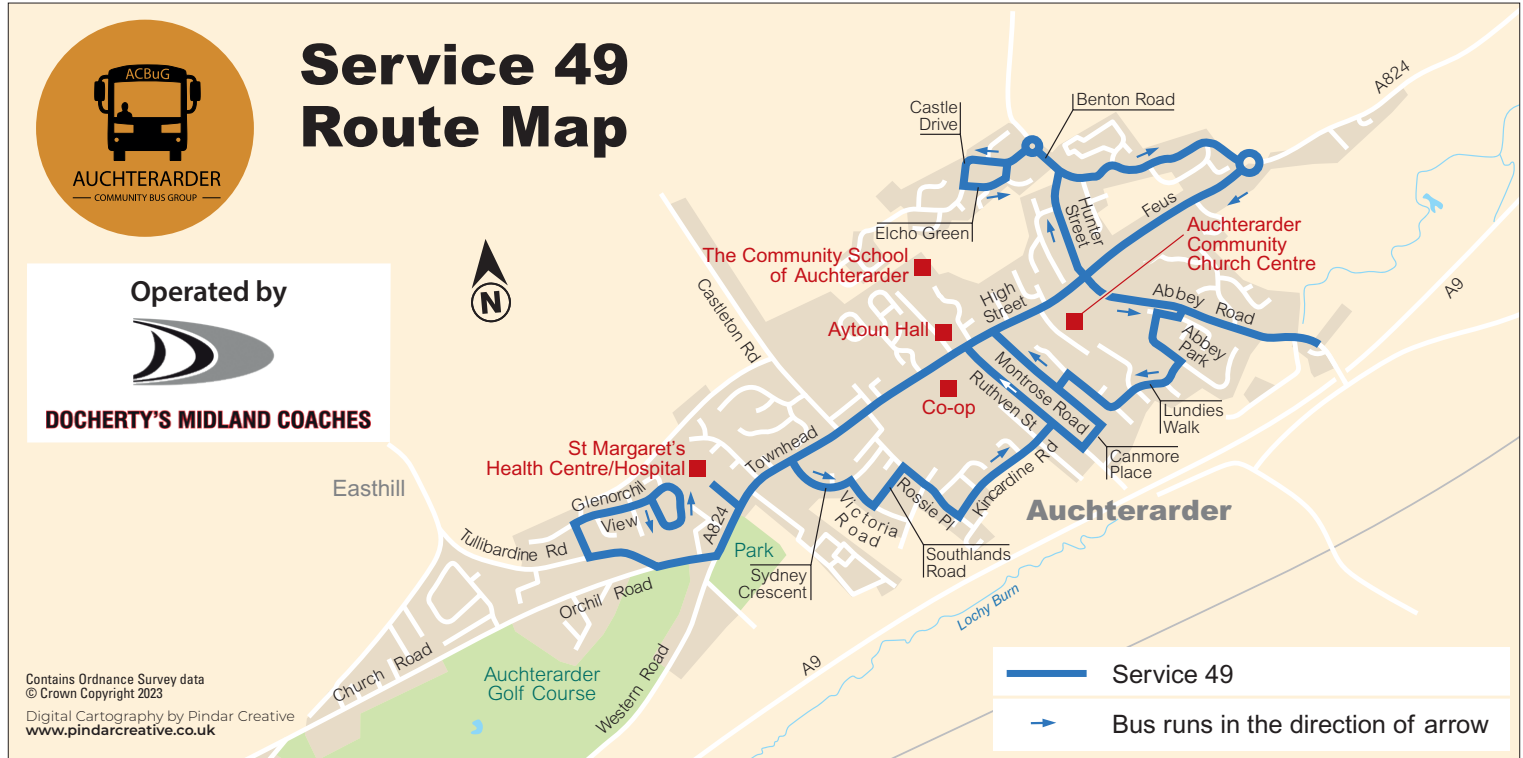 ACBuG
AUCHTERARDER
COMMUNITY BUS GROUP
Service 49
Route Map
Operated by
DOCHERTY'S MIDLAND COACHES
N
Castle
Drive
Benton Road
A824
Elcho Green
Hunter
Street
Feus
Auchterarder
Community
Church Centre
The Community School
of Auchterarder
Castleton Rd
High
Street
Abbey Road
A9
Aytoun Hall
Abbey
Park
Montrose Road
Ruthven St
Co-op
Lundies
Walk
Canmore
Place
Townhead
St Margaret's
Health Centre/Hospital
Easthill
Glenorchil
View
A824
Victoria
Road
Rossie Pl
Kincardine Rd
Auchterarder
Tullibardine Rd
Park
Southlands
Road
Sydney
Crescent
Orchil Road
Lochy Burn
Church Road
Auchterarder
Golf Course
Western Road
A9
Service 49
Bus runs in the direction of arrow
Contains Ordnance Survey data
© Crown Copyright 2023
Digital Cartography by Pindar Creative
www.pindarcreative.co.uk